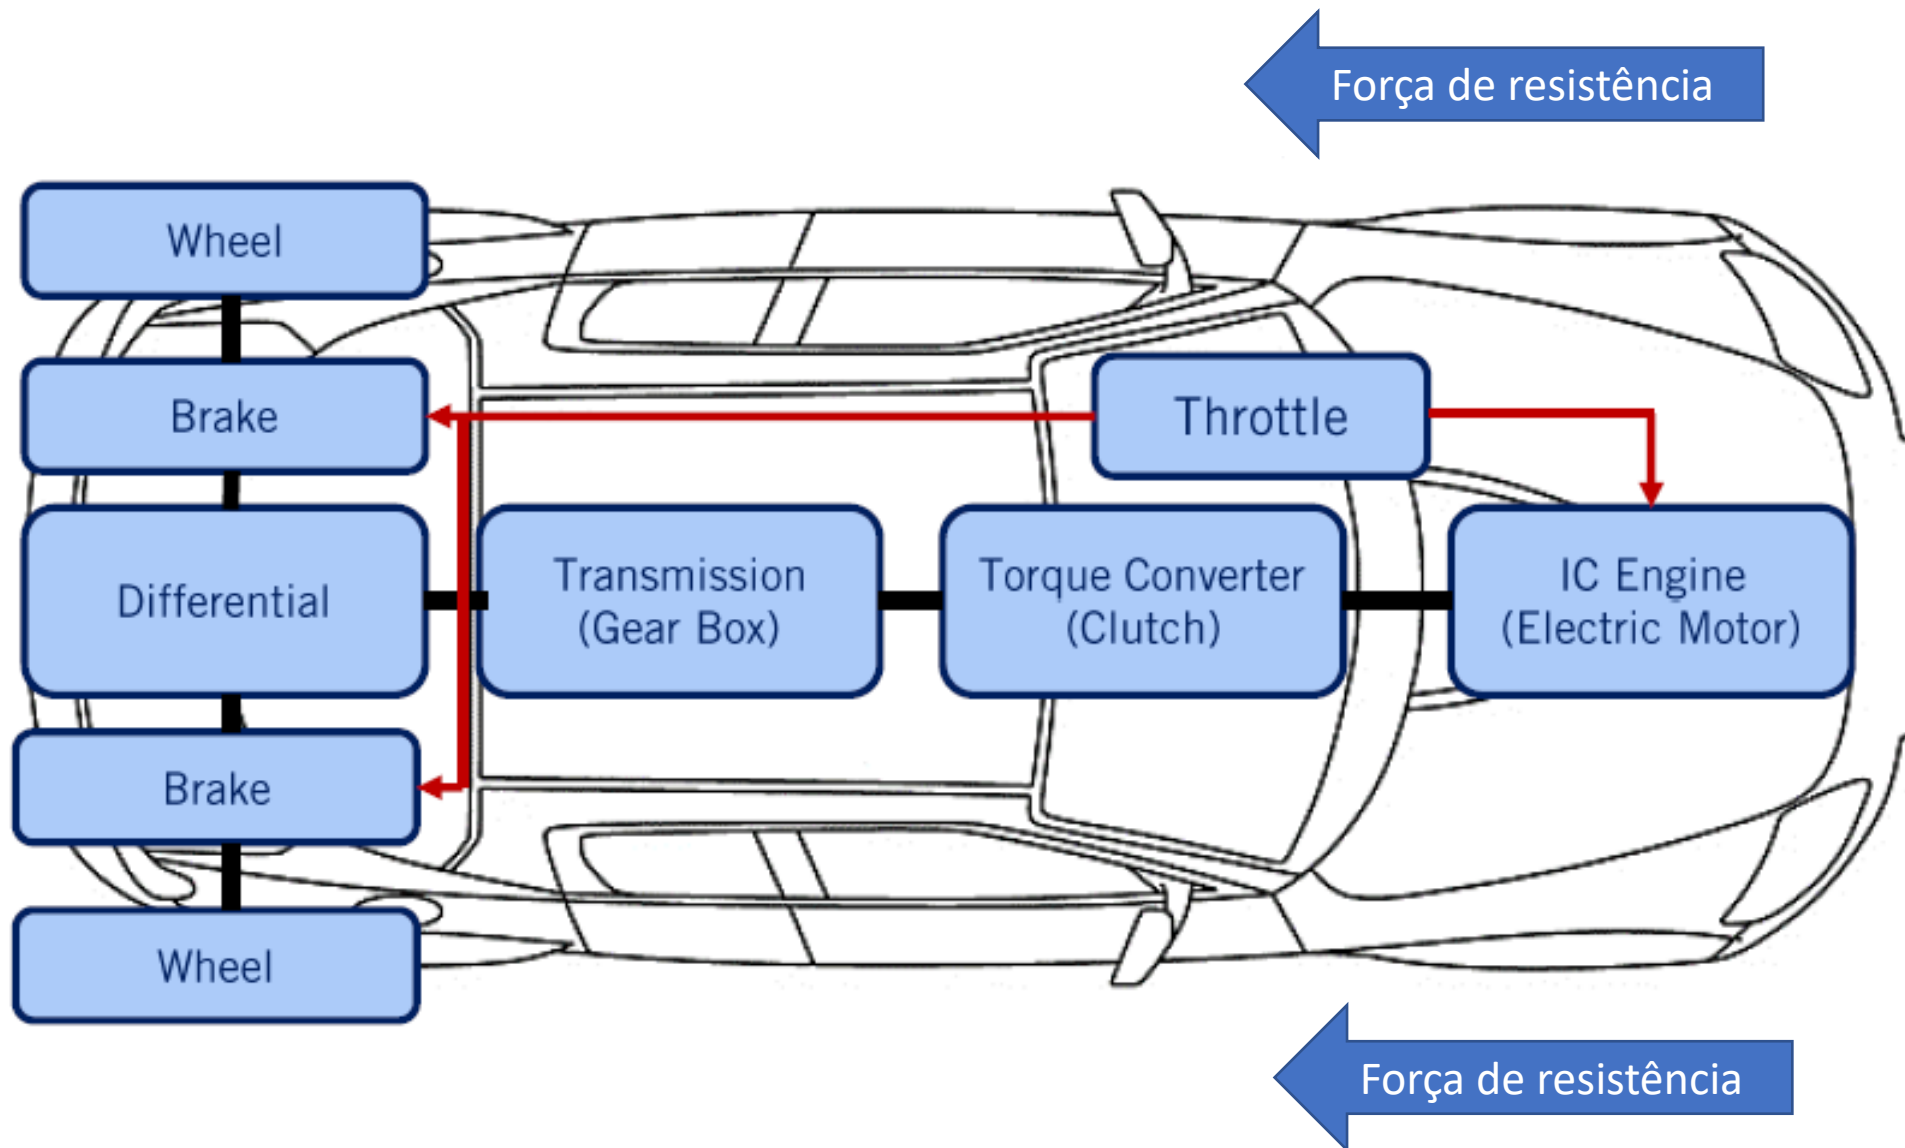 Força de resistência
Wheel
Brake
Throttle
Differential
Transmission
(Gear Box)
Torque Converter
(Clutch)
IC Engine
(Electric Motor)
Brake
Wheel
Força de resistência